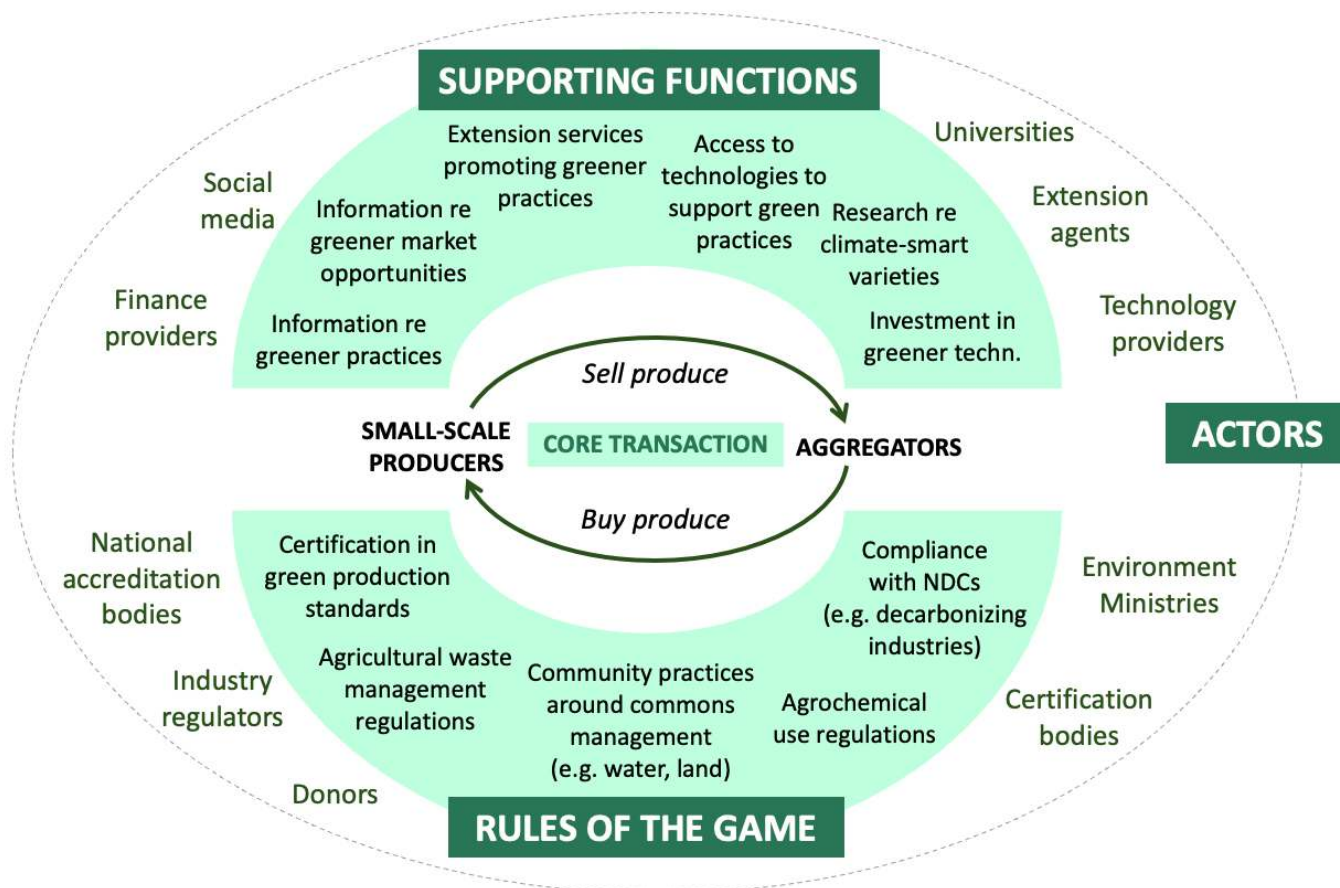 SUPPORTING FUNCTIONS
Extension services
promoting greener
practices
Access to
technologies to
support green
practices
Universities
Social
media
Information re
greener market
opportunities
Research re
climate-smart
varieties
Extension
agents
Finance
providers
Information re
greener practices
Investment in
greener techn.
Technology
providers
Sell produce
SMALL-SCALE
PRODUCERS
CORE TRANSACTION
AGGREGATORS
ACTORS
Buy produce
National
accreditation
bodies
Certification in
green production
standards
Compliance
with NDCs
(e.g. decarbonizing
industries)
Environment
Ministries
Industry
regulators
Agricultural waste
management
regulations
Community practices
around commons
management
(e.g. water, land)
Agrochemical
use regulations
Certification
bodies
Donors
RULES OF THE GAME